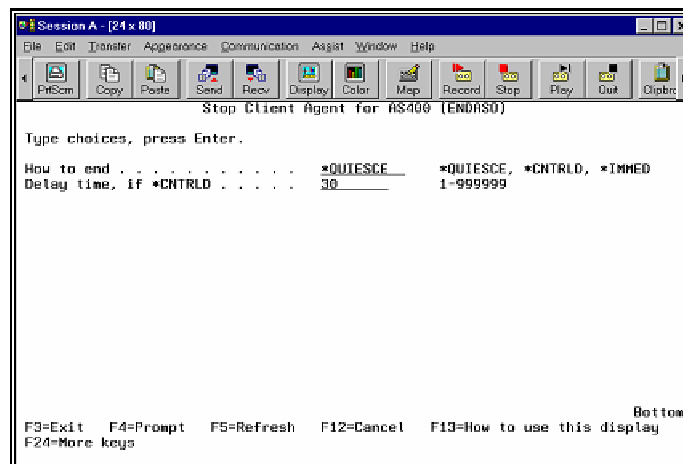 Session A - [24 x 80]
File Edit Transfer Appearance Communication Assist Window Help
PrtScrn Copy Paste Send Recv Display Color Map Record Stop Play Quit Clipbrd
Stop Client Agent for AS400 (ENDASO)
Type choices, press Enter.
How to end . . . . . . . . . . . *QUIESCE *QUIESCE, *CNTRLD, *IMMED
Delay time, if *CNTRLD . . . . . 30 1-999999
Bottom
F3=Exit F4=Prompt F5=Refresh F12=Cancel F13=How to use this display
F24=More keys